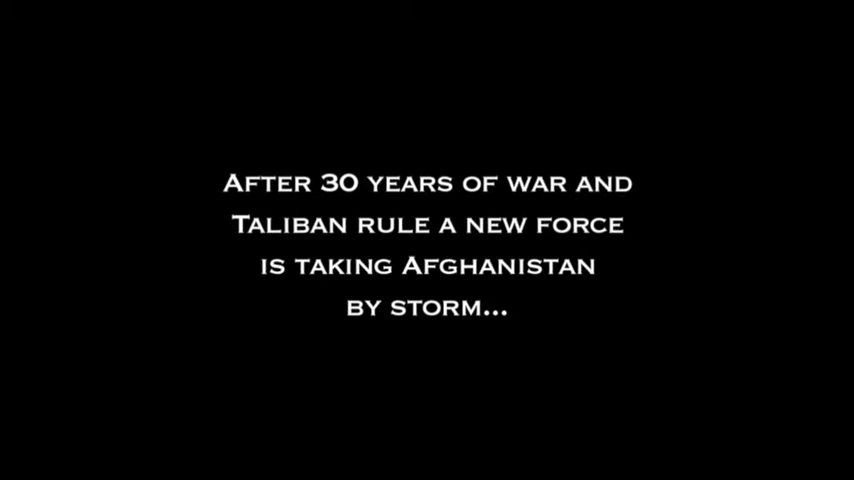 After 30 years of war and
Taliban rule a new force
is taking Afghanistan
by storm...